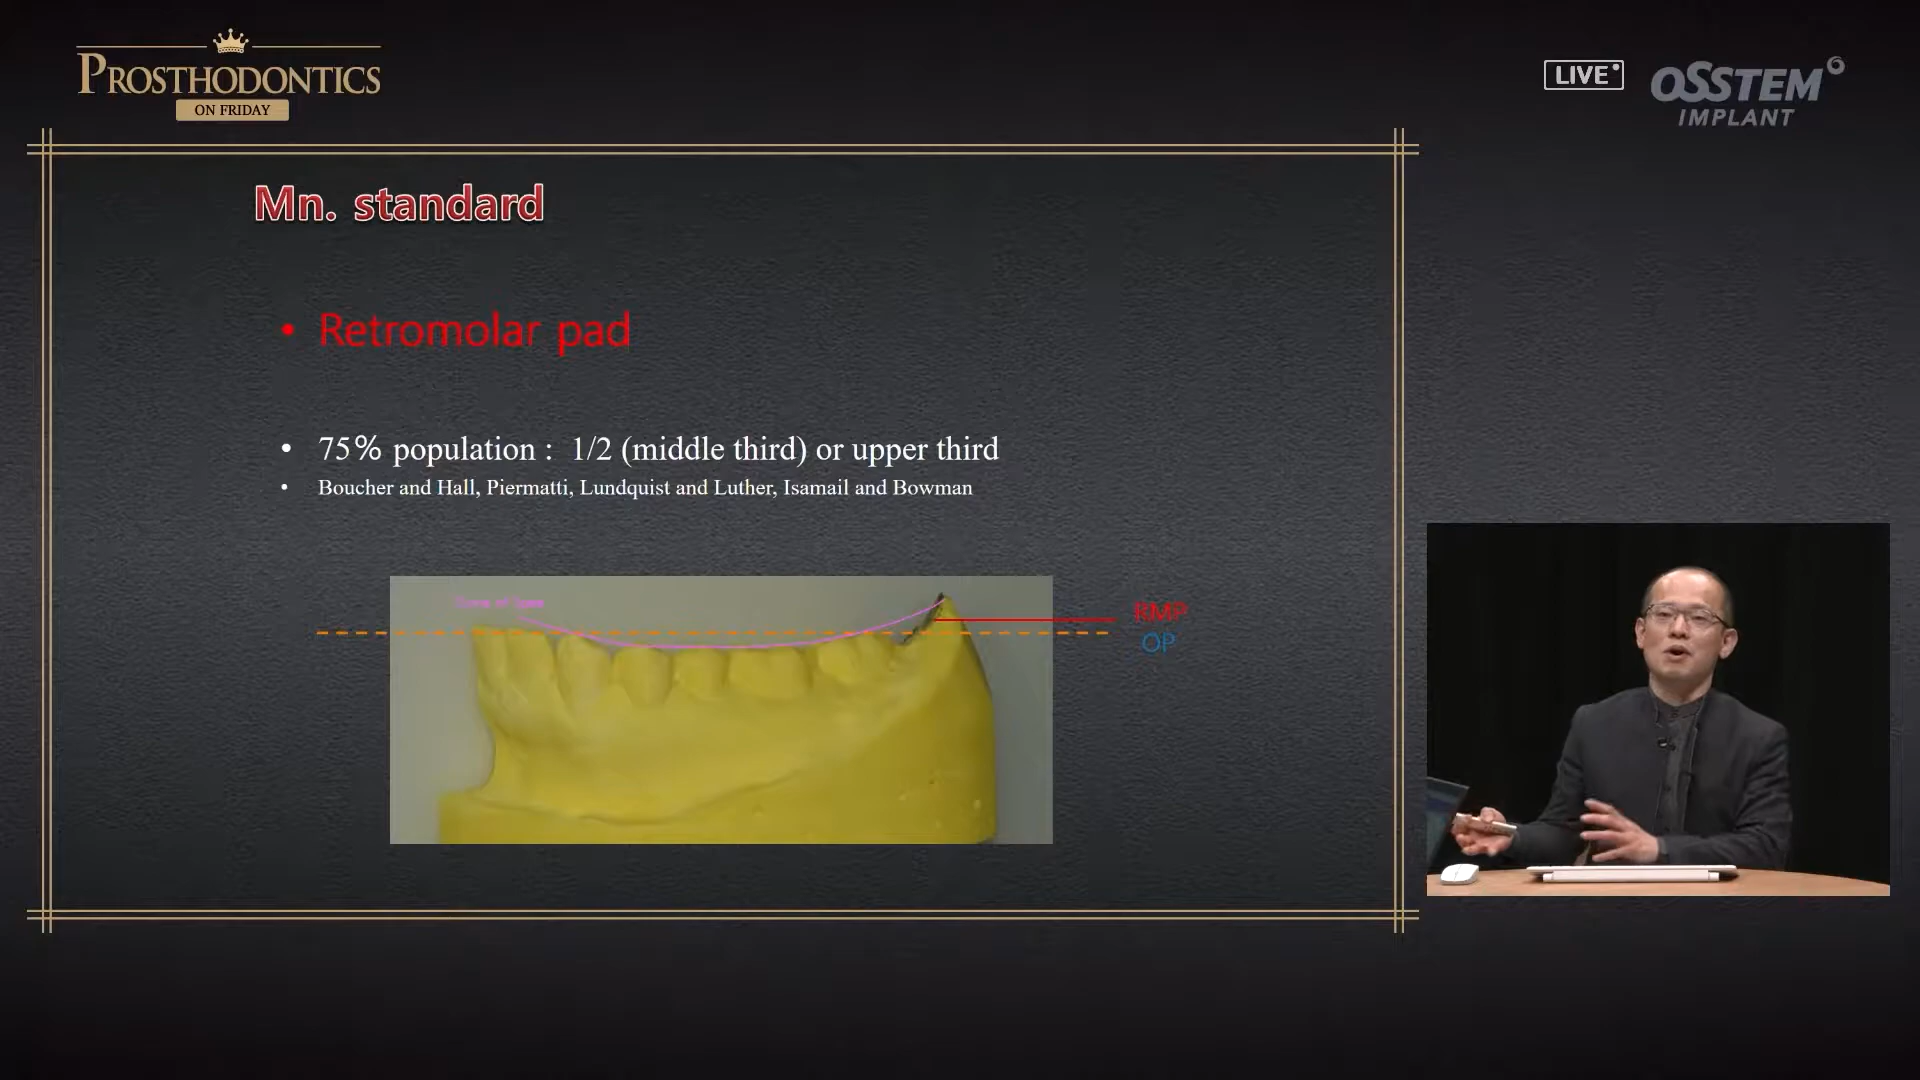 PROSTHODONTICS
ON FRIDAY
LIVE
OSSTEM
IMPLANT
Mn. standard
• Retromolar pad
• 75% population : 1/2 (middle third) or upper third
• Boucher and Hall, Piermatti, Lundquist and Luther, Isamail and Bowman
RMP
OP